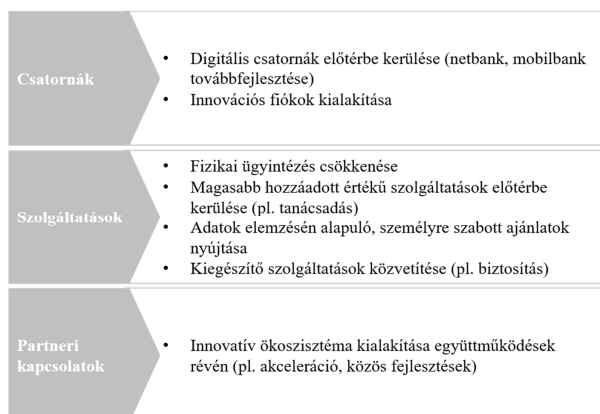 Csatornák
• Digitális csatornák előtérbe kerülése (netbank, mobilbank
továbbfejlesztése)
• Innovációs fiókok kialakítása
Szolgáltatások
• Fizikai ügyintézés csökkenése
• Magasabb hozzáadott értékű szolgáltatások előtérbe
kerülése (pl. tanácsadás)
• Adatok elemzésén alapuló, személyre szabott ajánlatok
nyújtása
• Kiegészítő szolgáltatások közvetítése (pl. biztosítás)
Partneri
kapcsolatok
• Innovatív ökoszisztéma kialakítása együttműködések
révén (pl. akceleráció, közös fejlesztések)